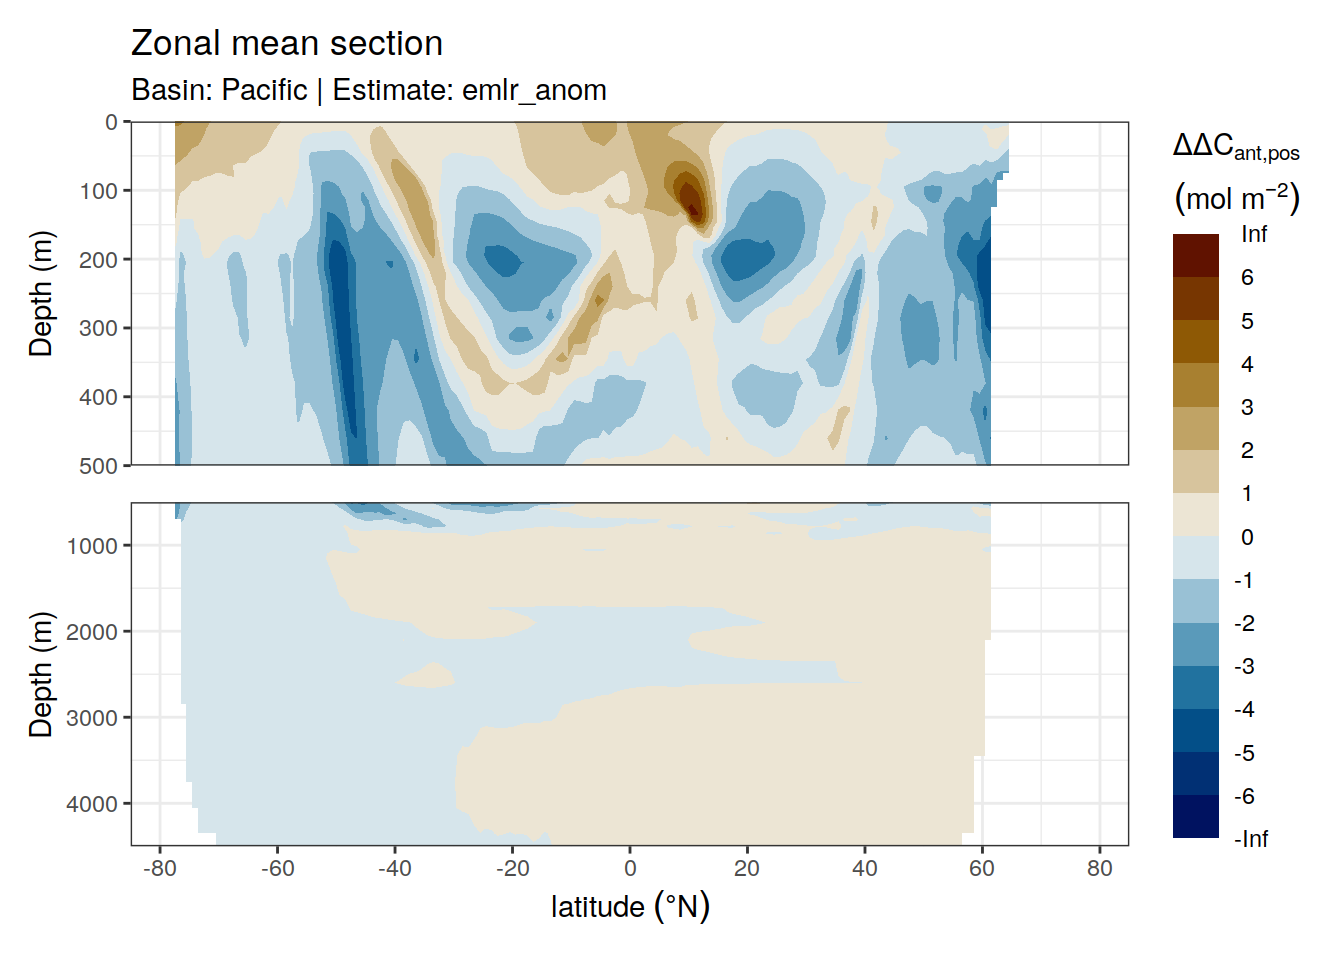 Zonal mean section
Basin: Pacific | Estimate: emlr_anom
0
100
200
300
400
500
Depth (m)
1000
2000
3000
4000
Depth (m)
-80 -60 -40 -20 0 20 40 60 80
latitude (°N)
ΔΔC_ant,pos
(mol m⁻²)
Inf
6
5
4
3
2
1
0
-1
-2
-3
-4
-5
-6
-Inf